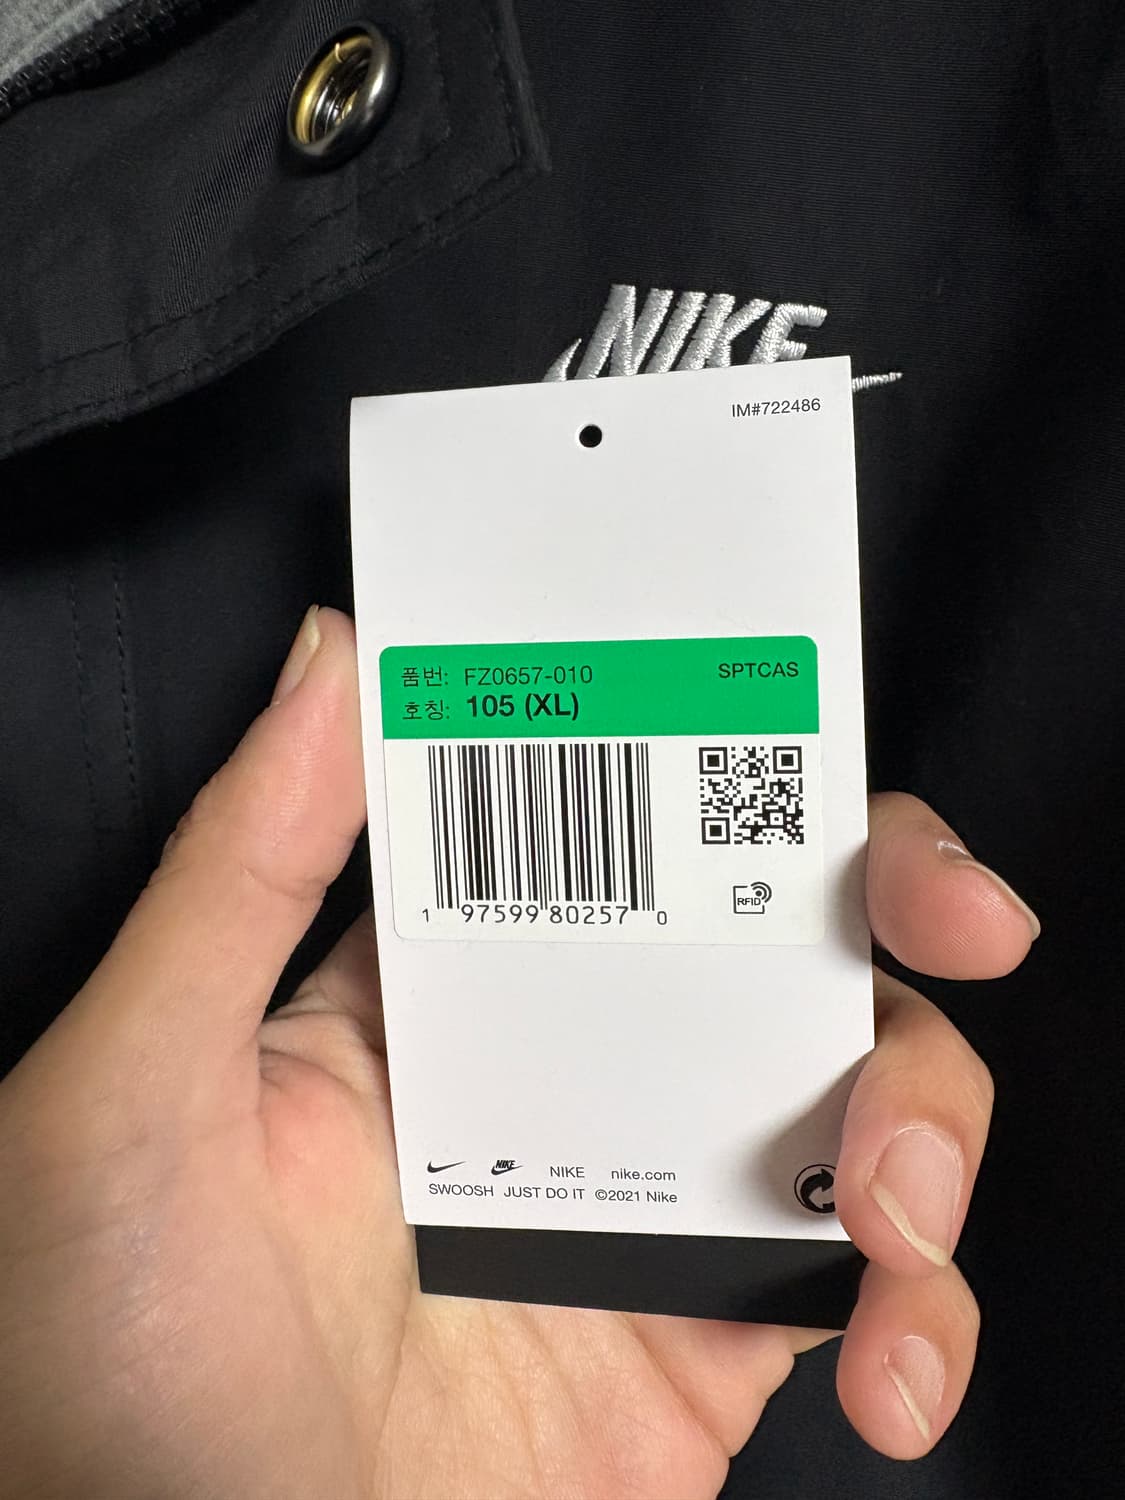 NIKE
IM#722486
품번: FZ0657-010
SPTCAS
호칭: 105 (XL)
1 97599 80257 0
RFID
NIKE NIKE nike.com
SWOOSH JUST DO IT ©2021 Nike